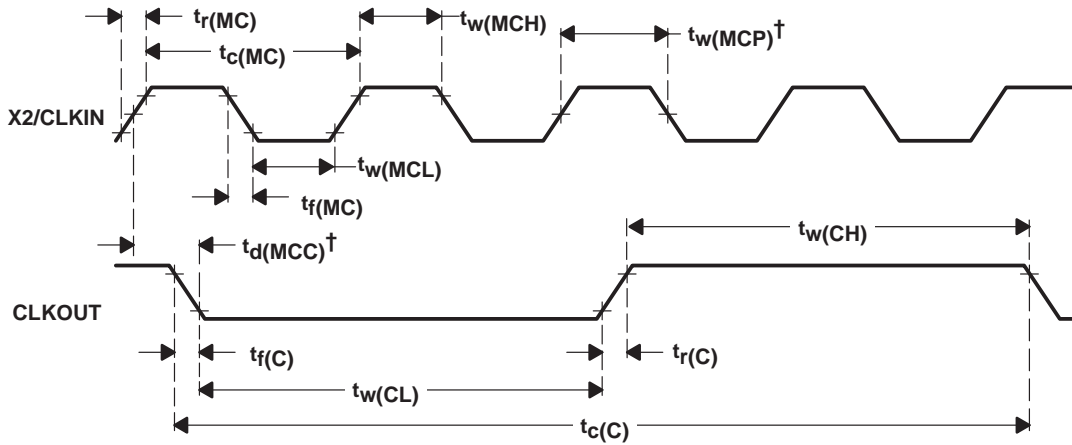 tr(MC)
tw(MCH)
tw(MCP)†
tc(MC)
X2/CLKIN
tw(MCL)
tf(MC)
td(MCC)†
tw(CH)
CLKOUT
tf(C)
tr(C)
tw(CL)
tc(C)